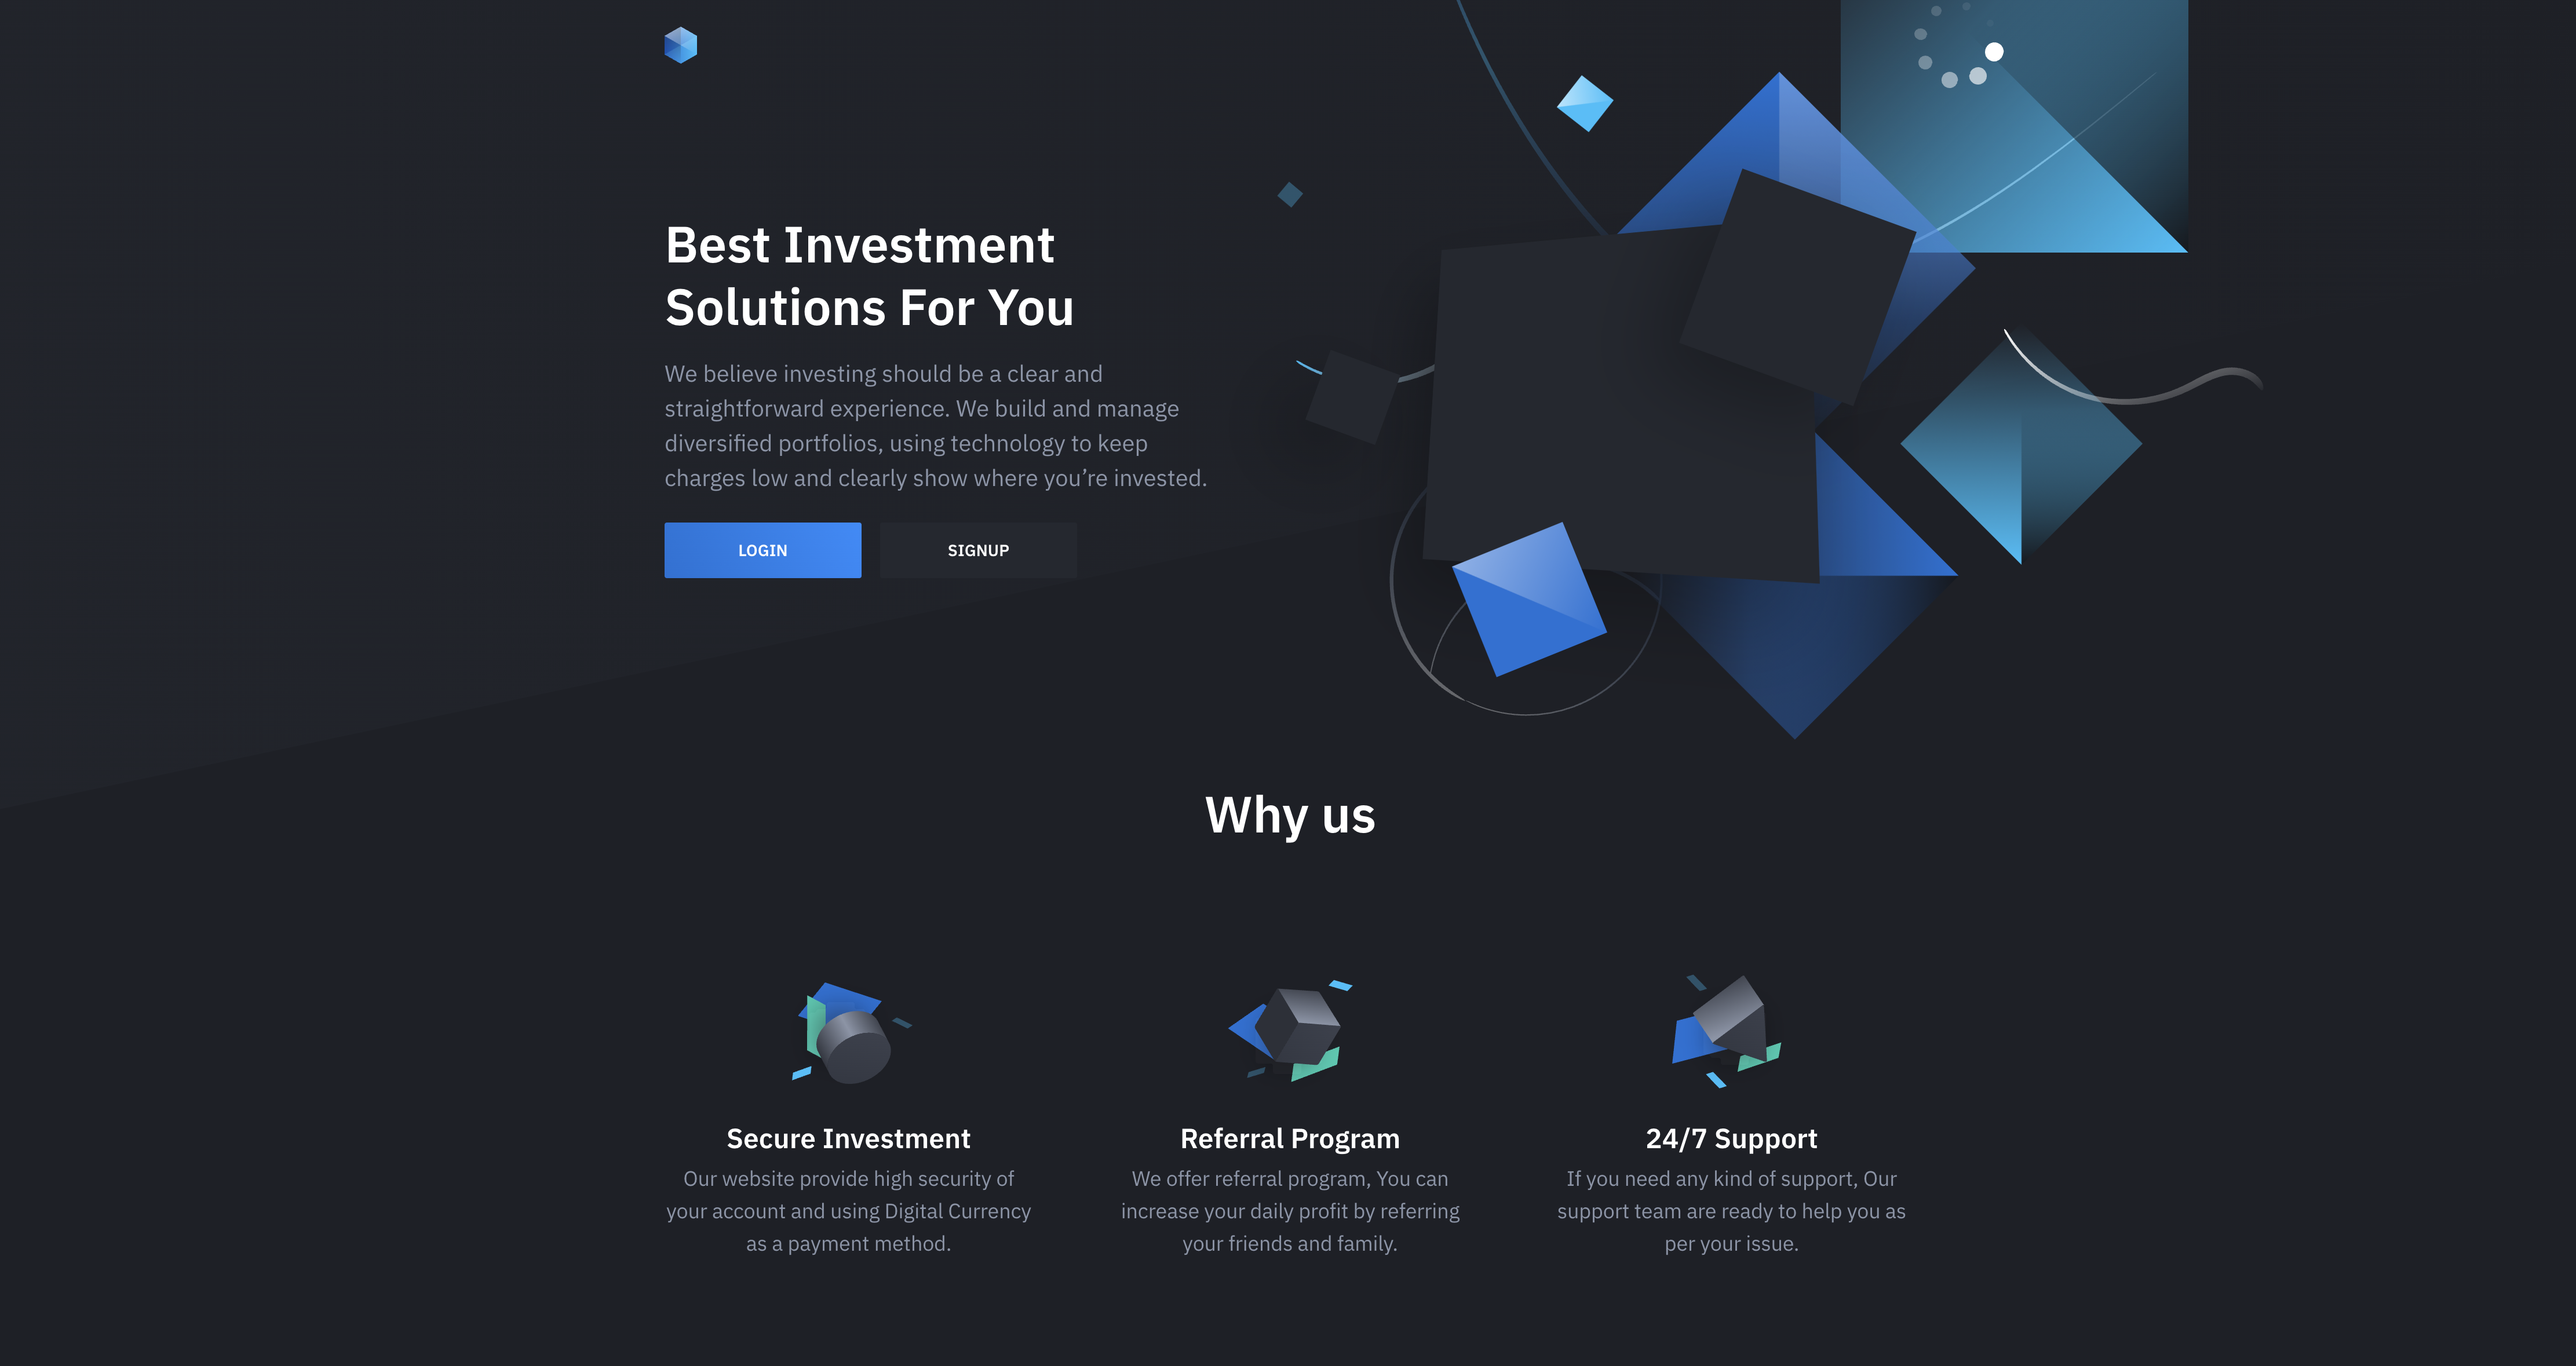 Best Investment
Solutions For You
We believe investing should be a clear and
straightforward experience. We build and manage
diversified portfolios, using technology to keep
charges low and clearly show where you’re invested.
LOGIN
SIGNUP
Why us
Secure Investment
Our website provide high security of
your account and using Digital Currency
as a payment method.
Referral Program
We offer referral program, You can
increase your daily profit by referring
your friends and family.
24/7 Support
If you need any kind of support, Our
support team are ready to help you as
per your issue.